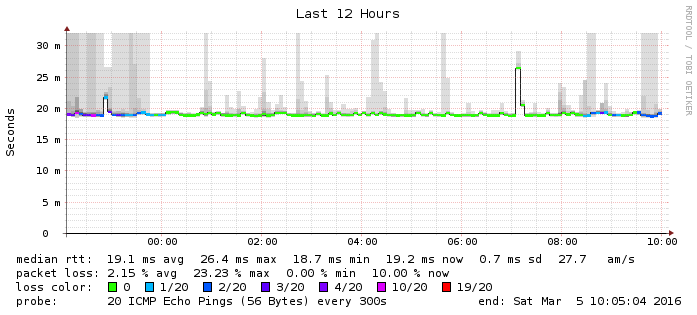 Last 12 Hours
RRDTOOL / TOBI OETIKER
Seconds
30 m
25 m
20 m
15 m
10 m
5 m
0
00:00 02:00 04:00 06:00 08:00 10:00
median rtt: 19.1 ms avg 26.4 ms max 18.7 ms min 19.2 ms now 0.7 ms sd 27.7 am/s
packet loss: 2.15 % avg 23.23 % max 0.00 % min 10.00 % now
loss color: 0 1/20 2/20 3/20 4/20 10/20 19/20
probe: 20 ICMP Echo Pings (56 Bytes) every 300s end: Sat Mar 5 10:05:04 2016